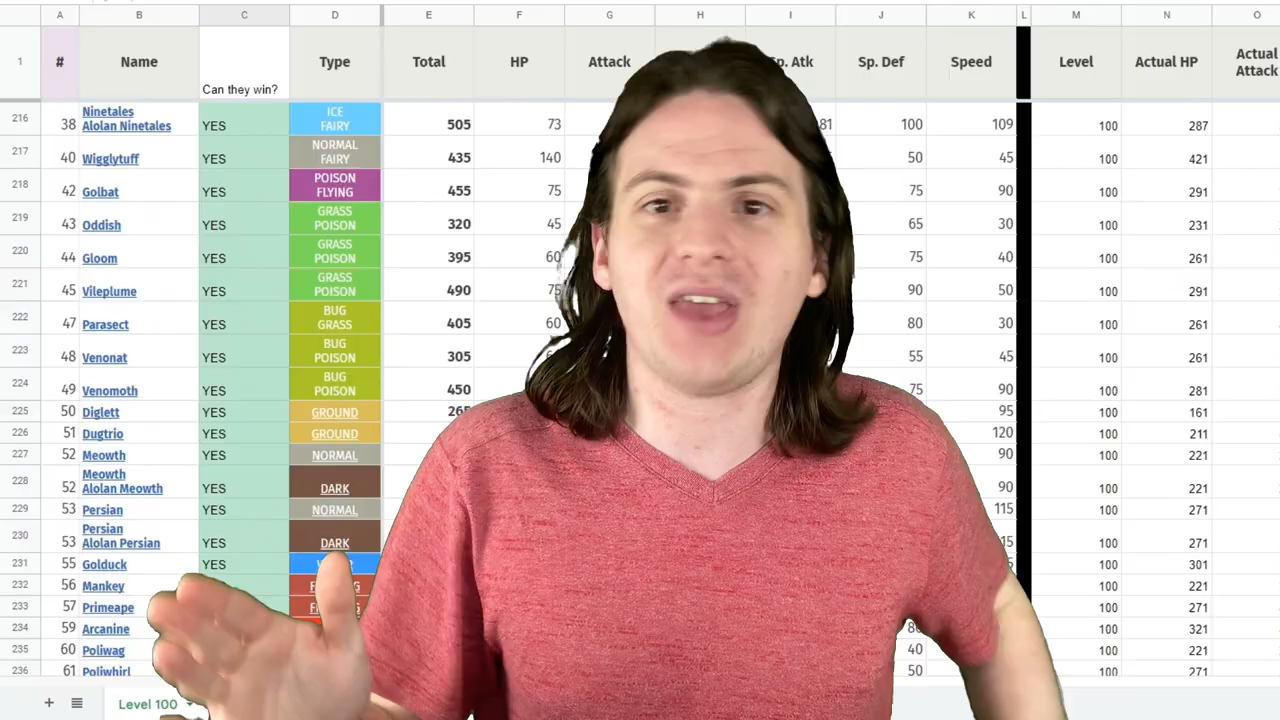 A B C D E F G H I J K L M N O
1 # Name Can they win? Type Total HP Attack Sp. Atk Sp. Def Speed Level Actual HP Actual Attack
216 38 Ninetales Alolan Ninetales YES ICE FAIRY 505 73 81 100 109 100 287
217 40 Wigglytuff YES NORMAL FAIRY 435 140 50 45 100 421
218 42 Golbat YES POISON FLYING 455 75 75 90 100 291
219 43 Oddish YES GRASS POISON 320 45 65 30 100 231
220 44 Gloom YES GRASS POISON 395 60 75 40 100 261
221 45 Vileplume YES GRASS POISON 490 75 90 50 100 291
222 47 Parasect YES BUG GRASS 405 60 80 30 100 261
223 48 Venonat YES BUG POISON 305 55 45 100 261
224 49 Venomoth YES BUG POISON 450 75 90 100 281
225 50 Diglett YES GROUND 265 95 100 161
226 51 Dugtrio YES GROUND 120 100 211
227 52 Meowth YES NORMAL 90 100 221
228 52 Meowth Alolan Meowth YES DARK 90 100 221
229 53 Persian YES NORMAL 115 100 271
230 53 Persian Alolan Persian YES DARK 15 100 271
231 55 Golduck YES 100 301
232 56 Mankey 100 221
233 57 Primeape 100 271
234 59 Arcanine 100 321
235 60 Poliwag 40 100 221
236 61 Poliwhirl 50 100 271
Level 100